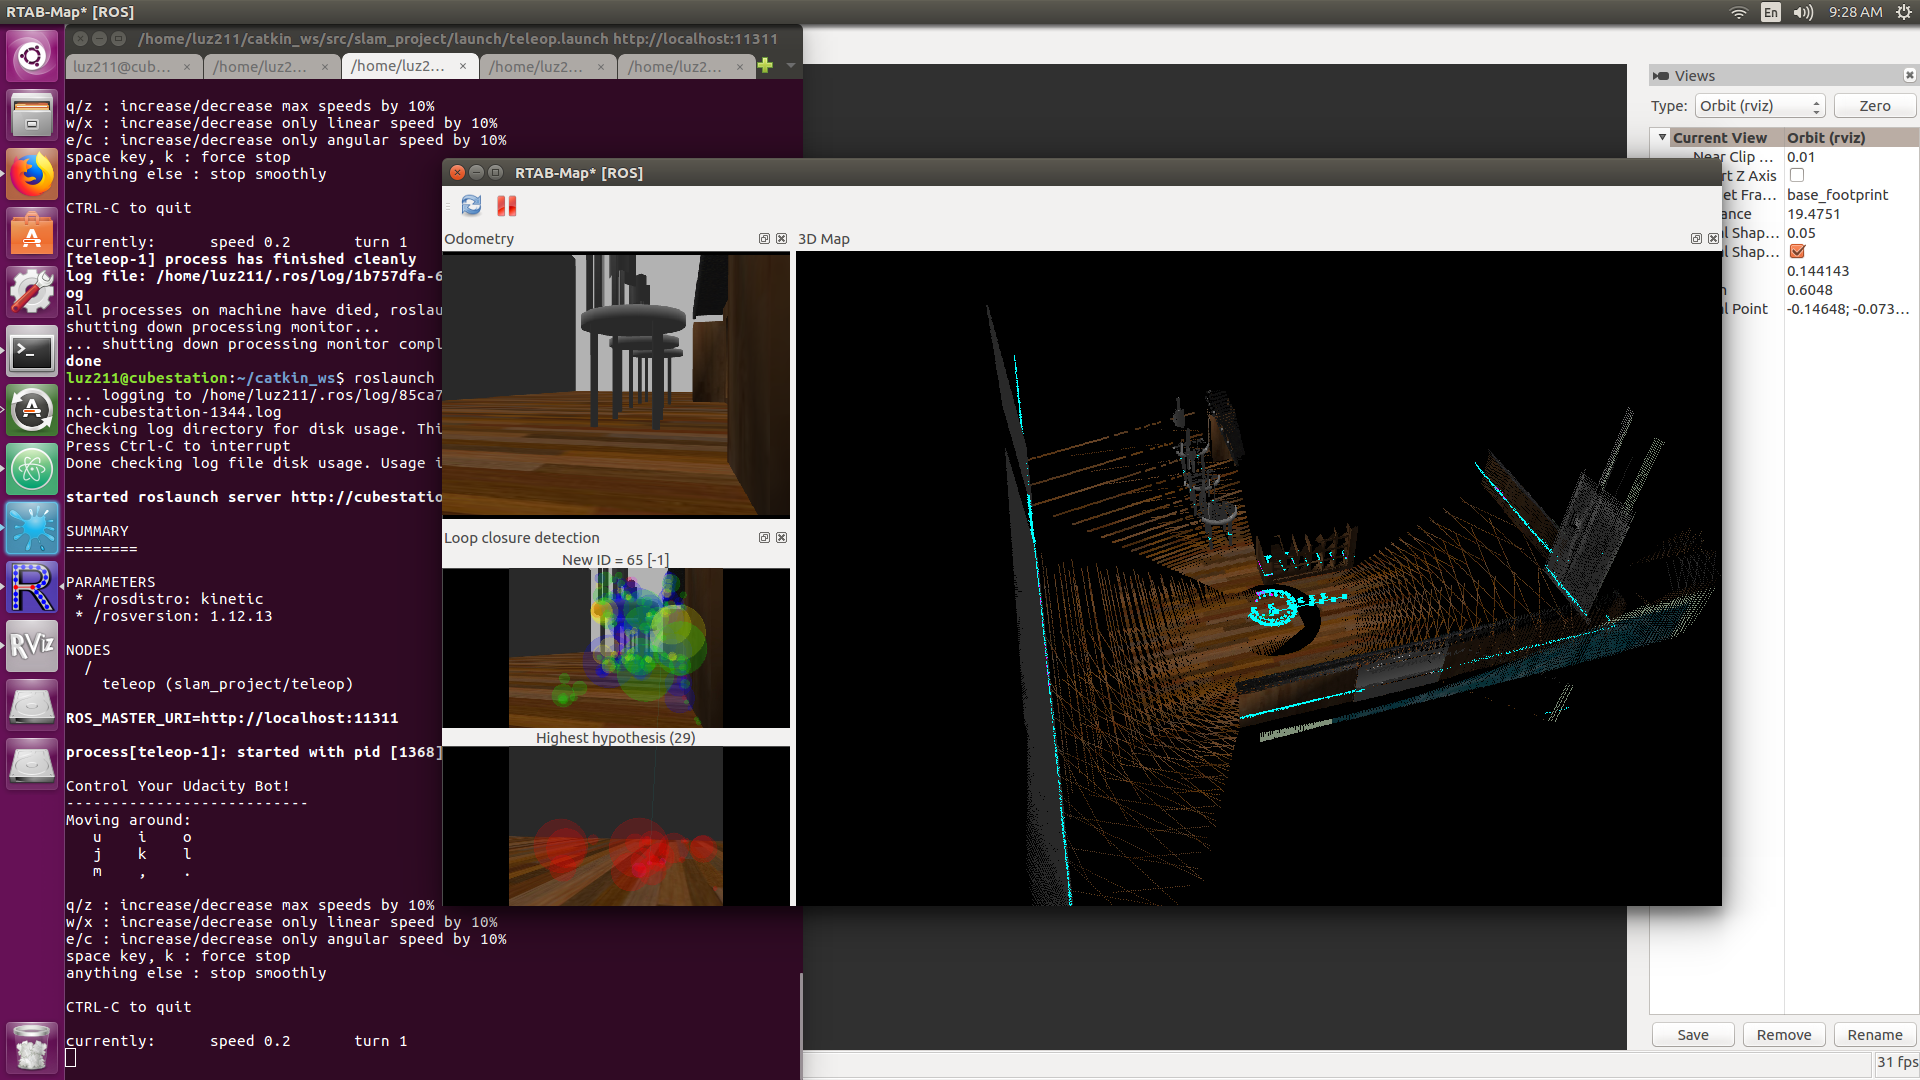 RTAB-Map* [ROS]
En
9:28 AM
/home/luz211/catkin_ws/src/slam_project/launch/teleop.launch http://localhost:11311
luz211@cub...
/home/luz2...
/home/luz2...
/home/luz2...
/home/luz2...
q/z : increase/decrease max speeds by 10%
w/x : increase/decrease only linear speed by 10%
e/c : increase/decrease only angular speed by 10%
space key, k : force stop
anything else : stop smoothly
CTRL-C to quit
currently: speed 0.2 turn 1
[teleop-1] process has finished cleanly
log file: /home/luz211/.ros/log/1b757dfa-6
og
all processes on machine have died, roslau
shutting down processing monitor...
... shutting down processing monitor compl
done
luz211@cubestation:~/catkin_ws$ roslaunch
... logging to /home/luz211/.ros/log/85ca7
nch-cubestation-1344.log
Checking log directory for disk usage. Thi
Press Ctrl-C to interrupt
Done checking log file disk usage. Usage i
started roslaunch server http://cubestatio
SUMMARY
========
PARAMETERS
* /rosdistro: kinetic
* /rosversion: 1.12.13
NODES
/
teleop (slam_project/teleop)
ROS_MASTER_URI=http://localhost:11311
process[teleop-1]: started with pid [1368]
Control Your Udacity Bot!
---------------------------
Moving around:
u i o
j k l
m , .
q/z : increase/decrease max speeds by 10%
w/x : increase/decrease only linear speed by 10%
e/c : increase/decrease only angular speed by 10%
space key, k : force stop
anything else : stop smoothly
CTRL-C to quit
currently: speed 0.2 turn 1
RTAB-Map* [ROS]
Odometry
3D Map
Loop closure detection
New ID = 65 [-1]
Highest hypothesis (29)
Views
Type: Orbit (rviz) Zero
Current View Orbit (rviz)
Near Clip ... 0.01
rt Z Axis
et Fra... base_footprint
ance 19.4751
al Shap... 0.05
al Shap...
0.144143
0.6048
al Point -0.14648; -0.073...
Save Remove Rename
31 fps
R
RViz